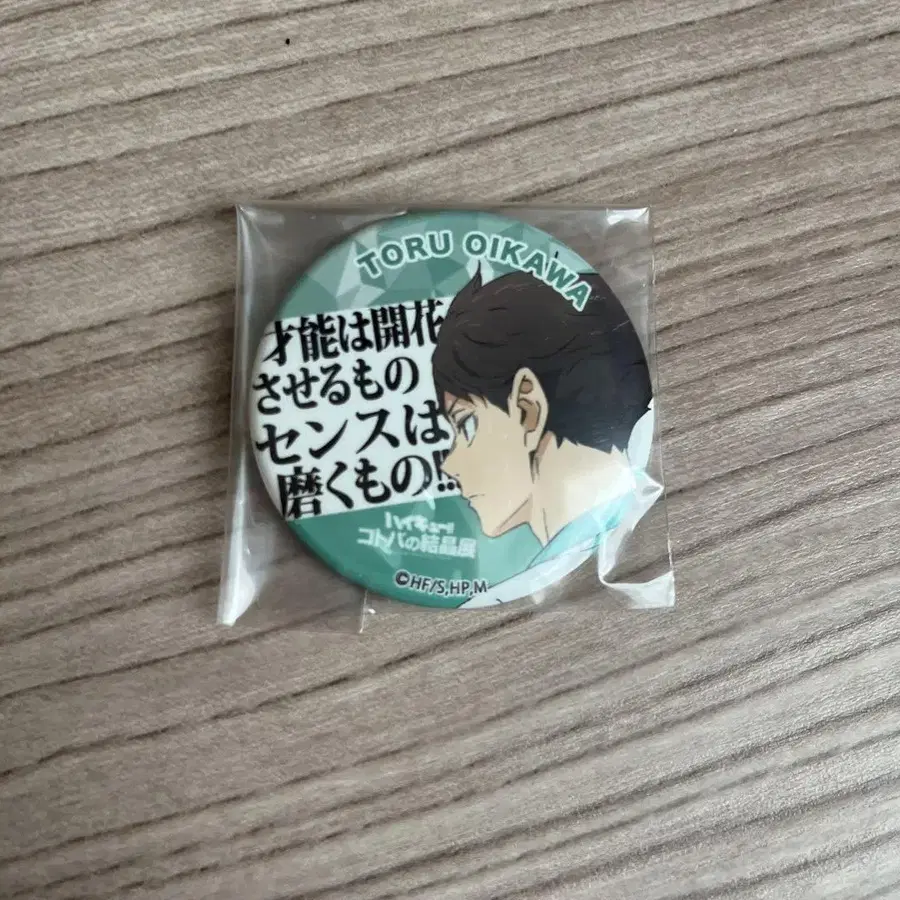 TORU OIKAWA
才能は開花
させるもの
センスは
磨くもの!!
ハイキュー!!
コトバの結晶展
©HF/S,HP,M